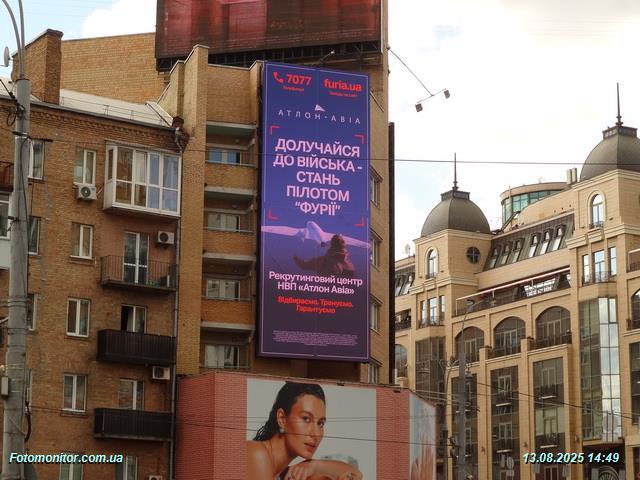 7077 furia.ua
АТЛОН АВІА
ДОЛУЧАЙСЯ
ДО ВІЙСЬКА -
СТАНЬ
ПІЛОТОМ
"ФУРІЇ"
Рекрутинговий центр
НВП «Атлон Авіа»
Відбираємо. Тренуємо.
Гарантуємо
Fotomonitor.com.ua
13.08.2025 14:49